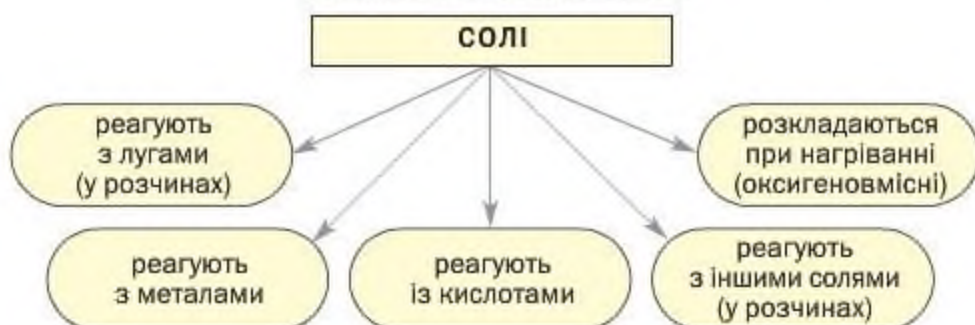 СОЛІ
реагують
з лугами
(у розчинах)
розкладаються
при нагріванні
(оксигеновмісні)
реагують
з металами
реагують
із кислотами
реагують
з іншими солями
(у розчинах)